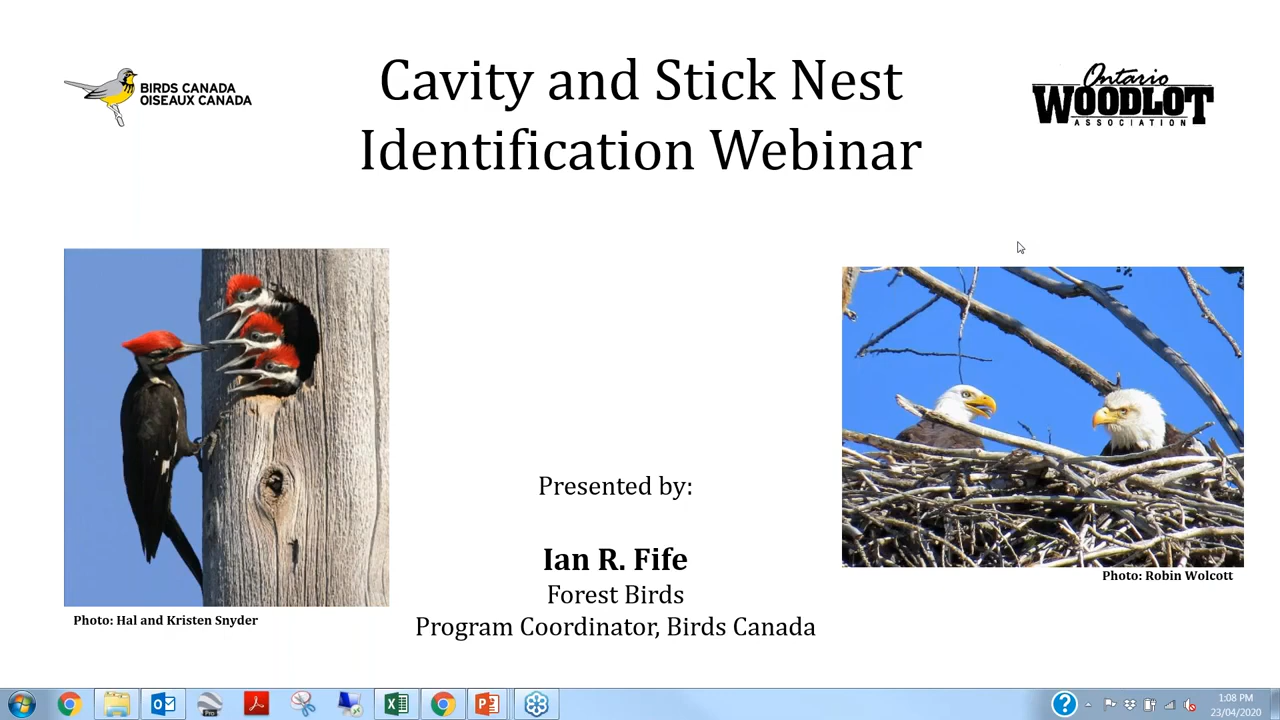 Cavity and Stick Nest
Identification Webinar
BIRDS CANADA
OISEAUX CANADA
Ontario
WOODLOT
ASSOCIATION
Presented by:
Ian R. Fife
Forest Birds
Program Coordinator, Birds Canada
Photo: Hal and Kristen Snyder
Photo: Robin Wolcott
Pro
1:08 PM
23/04/2020